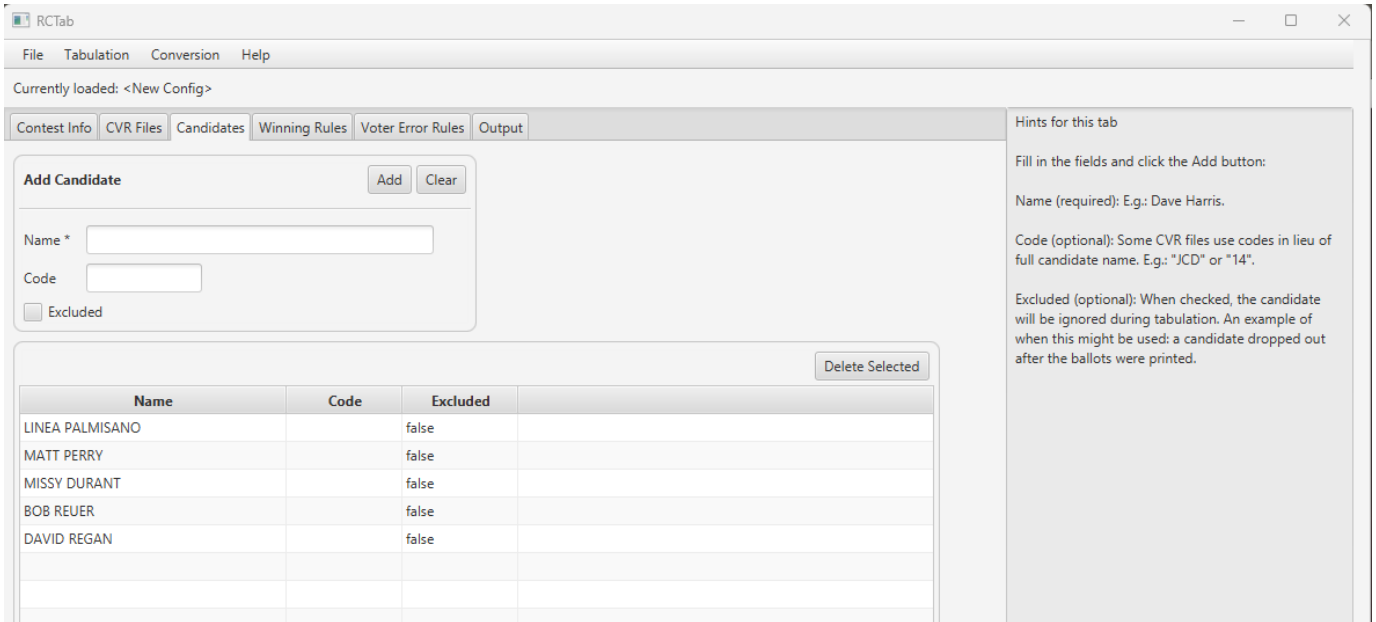 RCTab
File Tabulation Conversion Help
Currently loaded: <New Config>
Contest Info CVR Files Candidates Winning Rules Voter Error Rules Output
Add Candidate Add Clear
Name *
Code
Excluded
Delete Selected
Name Code Excluded
LINEA PALMISANO false
MATT PERRY false
MISSY DURANT false
BOB REUER false
DAVID REGAN false
Hints for this tab
Fill in the fields and click the Add button:
Name (required): E.g.: Dave Harris.
Code (optional): Some CVR files use codes in lieu of
full candidate name. E.g.: "JCD" or "14".
Excluded (optional): When checked, the candidate
will be ignored during tabulation. An example of
when this might be used: a candidate dropped out
after the ballots were printed.